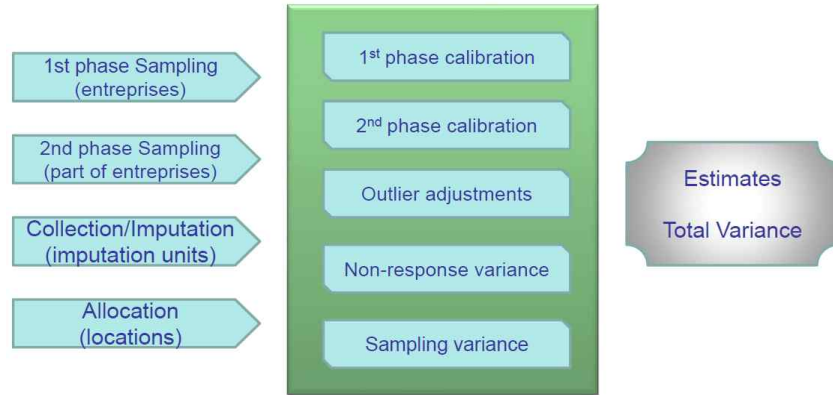 1st phase Sampling
(entreprises)
2nd phase Sampling
(part of entreprises)
Collection/Imputation
(imputation units)
Allocation
(locations)
1st phase calibration
2nd phase calibration
Outlier adjustments
Non-response variance
Sampling variance
Estimates
Total Variance